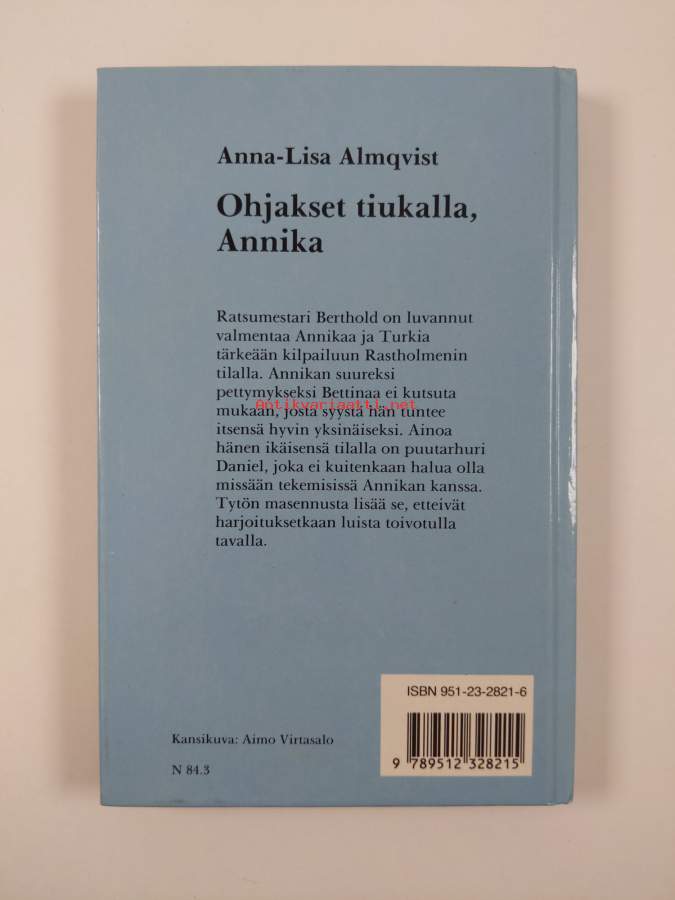 Anna-Lisa Almqvist
Ohjakset tiukalla,
Annika
Ratsumestari Berthold on luvannut
valmentaa Annikaa ja Turkia
tärkeään kilpailuun Rastholmenin
tilalla. Annikan suureksi
pettymykseksi Bettinaa ei kutsuta
Antikvariaatti.net
mukaan, josta syystä hän tuntee
itsensä hyvin yksinäiseksi. Ainoa
hänen ikäisensä tilalla on puutarhuri
Daniel, joka ei kuitenkaan halua olla
missään tekemisissä Annikan kanssa.
Tytön masennusta lisää se, etteivät
harjoituksetkaan luista toivotulla
tavalla.
ISBN 951-23-2821-6
9 789512 328215
Kansikuva: Aimo Virtasalo
N 84.3